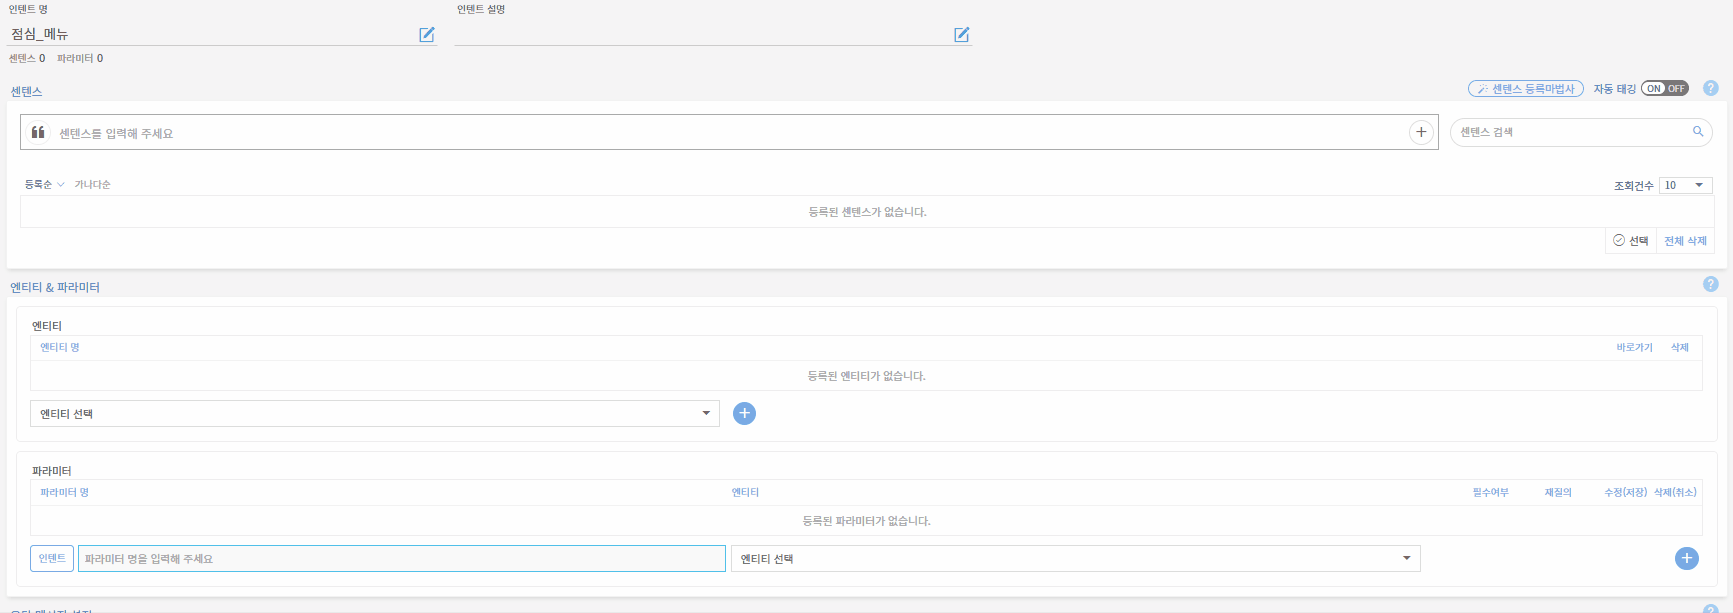 인텐트 명 인텐트 설명
점심_메뉴
센텐스 0 파라미터 0
센텐스 센텐스 등록마법사 자동 태깅 ON OFF ?
센텐스를 입력해 주세요 + 센텐스 검색
등록순 가나다순 조회건수 10
등록된 센텐스가 없습니다.
선택 전체 삭제
엔티티 & 파라미터 ?
엔티티
엔티티 명 바로가기 삭제
등록된 엔티티가 없습니다.
엔티티 선택 +
파라미터
파라미터 명 엔티티 필수여부 재질의 수정(저장) 삭제(취소)
등록된 파라미터가 없습니다.
인텐트 파라미터 명을 입력해 주세요 엔티티 선택 +